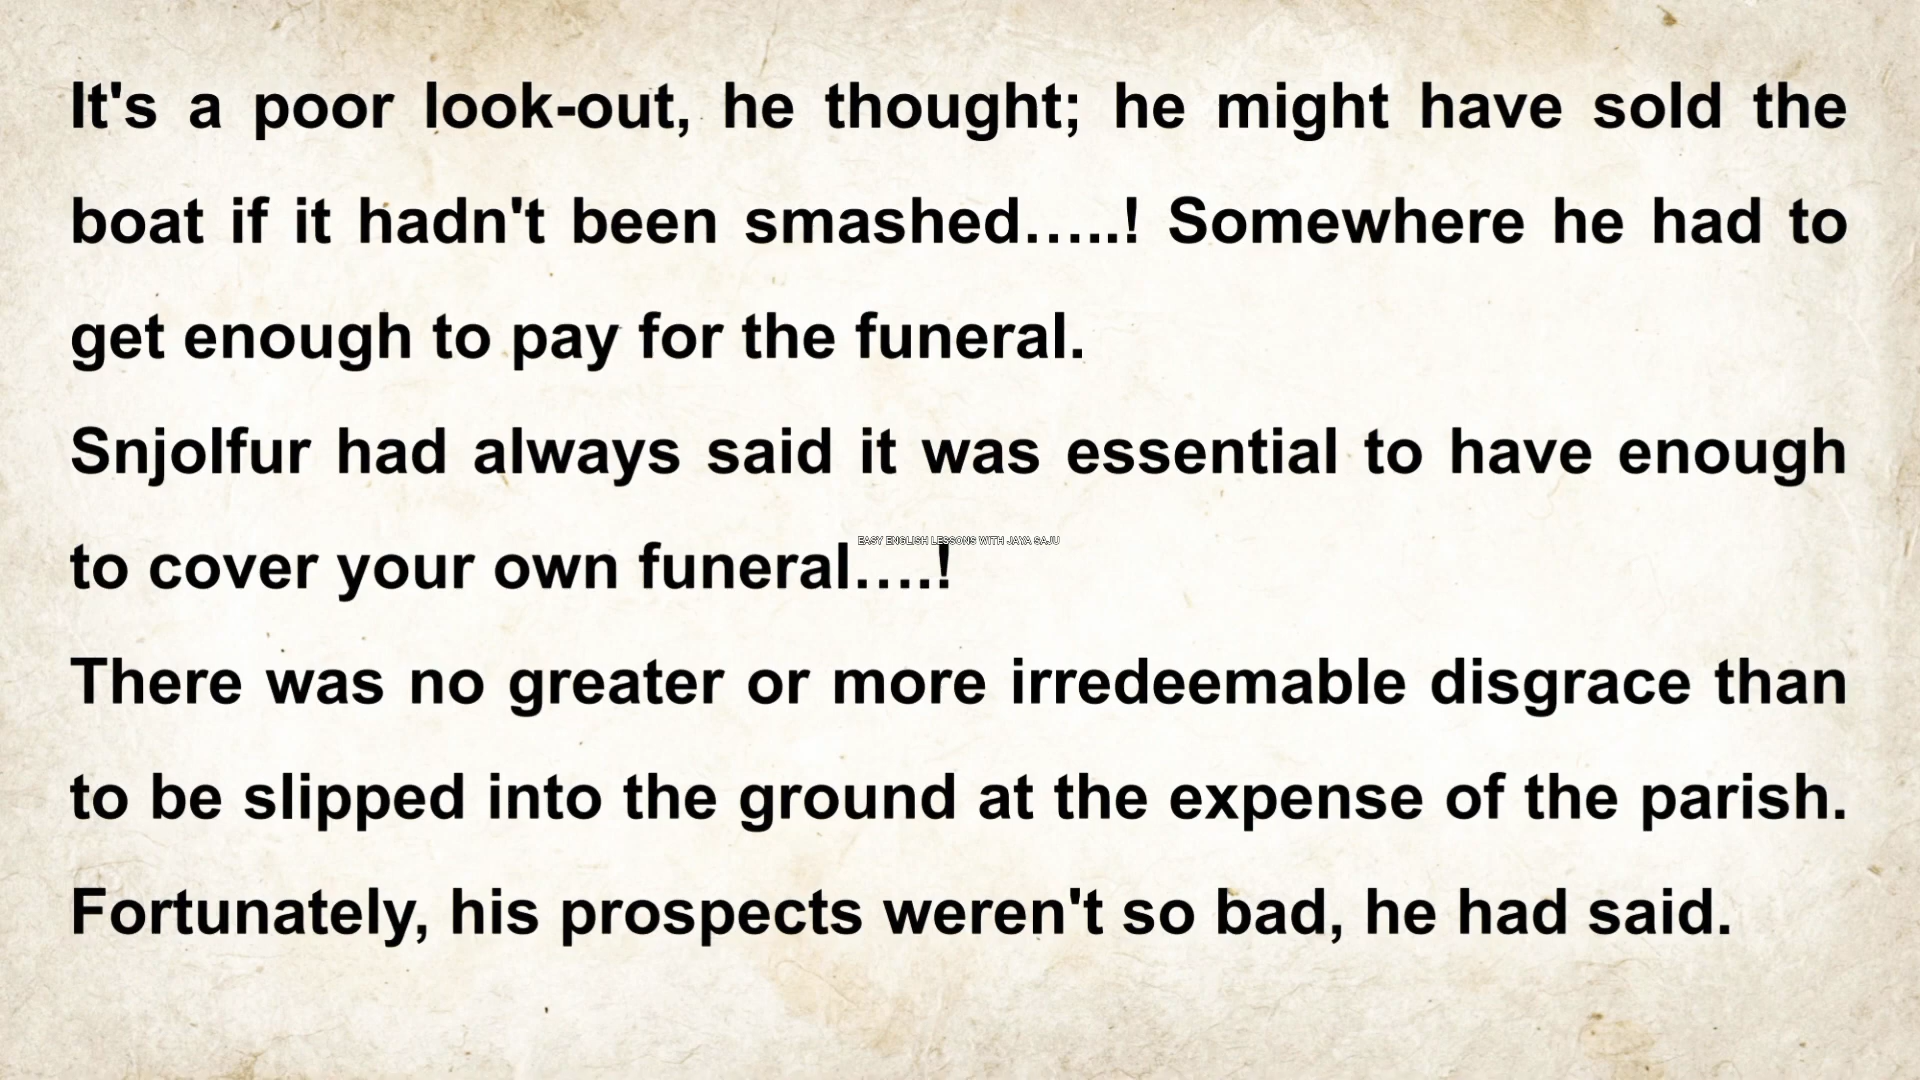 It's a poor look-out, he thought; he might have sold the
boat if it hadn't been smashed…..! Somewhere he had to
get enough to pay for the funeral.
Snjolfur had always said it was essential to have enough
EASY ENGLISH LESSONS WITH JAYA SAJU
to cover your own funeral….!
There was no greater or more irredeemable disgrace than
to be slipped into the ground at the expense of the parish.
Fortunately, his prospects weren't so bad, he had said.